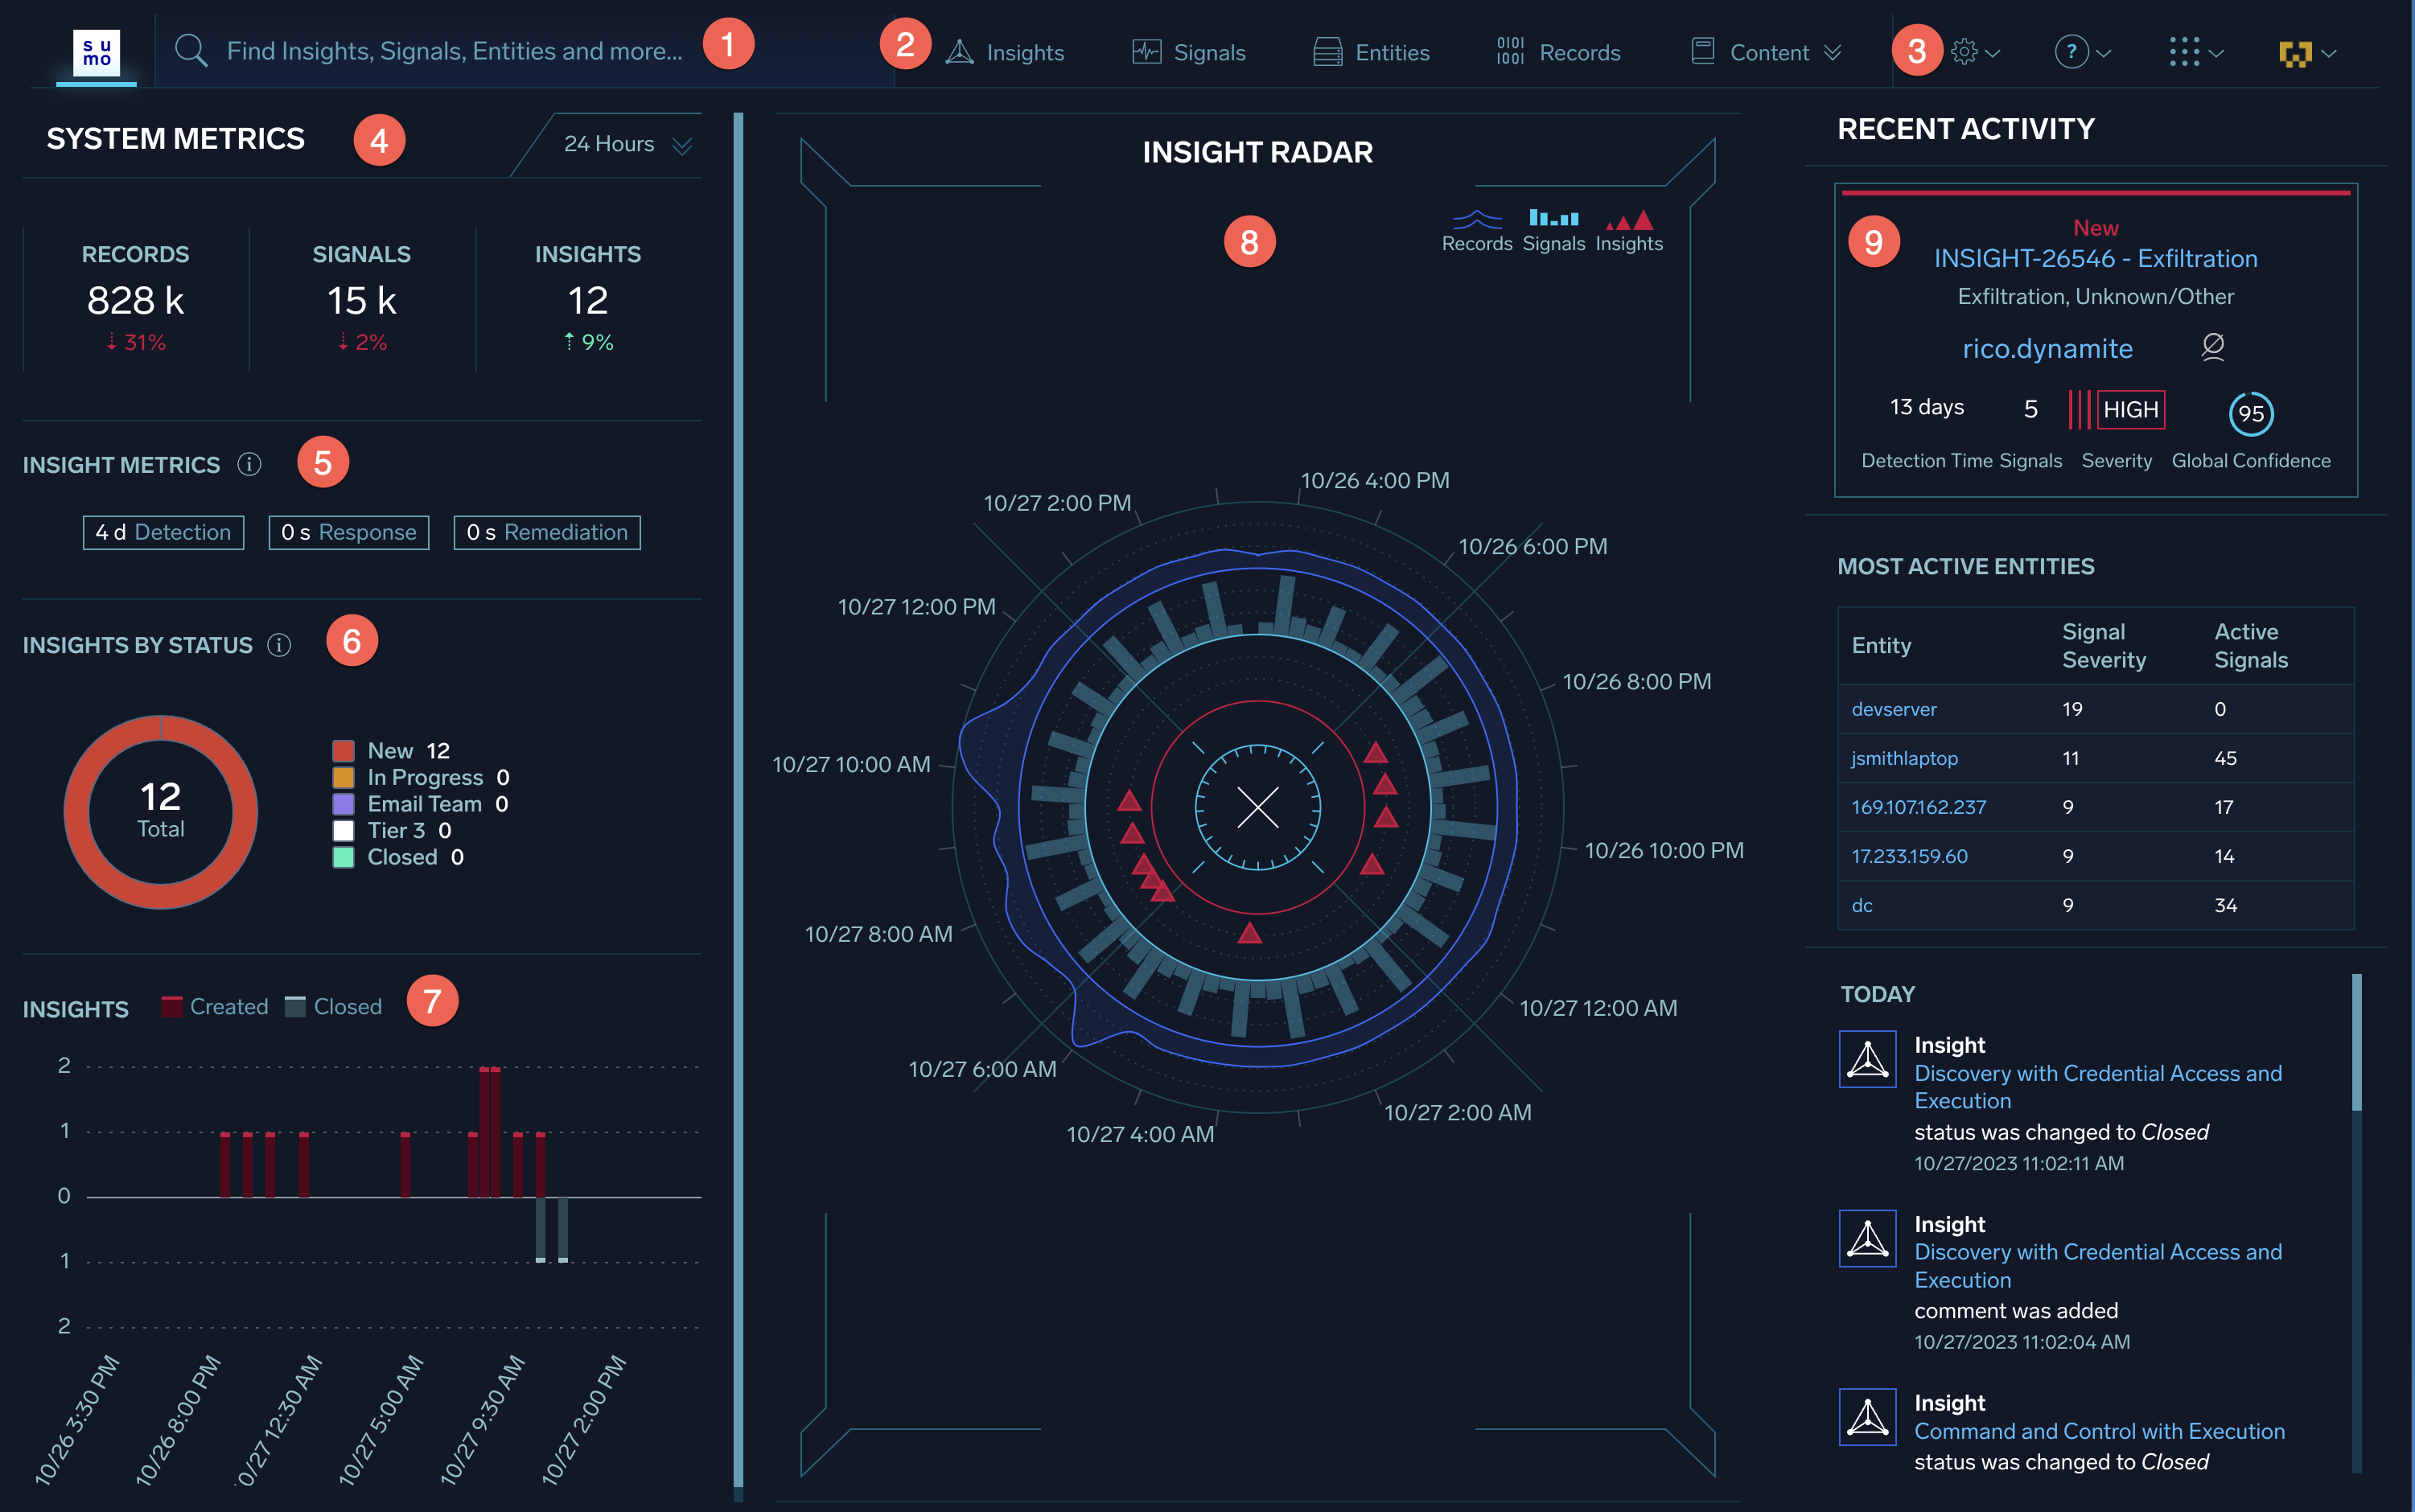 su
mo
Find Insights, Signals, Entities and more...
1
2
Insights
Signals
Entities
0101
1001
Records
Content
3
?
SYSTEM METRICS
4
24 Hours
RECORDS
828 k
31%
SIGNALS
15 k
2%
INSIGHTS
12
9%
INSIGHT METRICS
i
5
4 d Detection
0 s Response
0 s Remediation
INSIGHTS BY STATUS
i
6
12
Total
New 12
In Progress 0
Email Team 0
Tier 3 0
Closed 0
INSIGHTS
Created
Closed
7
2
1
0
1
2
10/26 3:30 PM
10/26 8:00 PM
0/27 12:30 AM
10/27 5:00 AM
10/27 9:30 AM
10/27 2:00 PM
INSIGHT RADAR
8
Records
Signals
Insights
10/26 4:00 PM
10/26 6:00 PM
10/26 8:00 PM
10/26 10:00 PM
10/27 12:00 AM
10/27 2:00 AM
10/27 4:00 AM
10/27 6:00 AM
10/27 8:00 AM
10/27 10:00 AM
10/27 12:00 PM
10/27 2:00 PM
RECENT ACTIVITY
9
New
INSIGHT-26546 - Exfiltration
Exfiltration, Unknown/Other
rico.dynamite
13 days
5
HIGH
95
Detection Time
Signals
Severity
Global Confidence
MOST ACTIVE ENTITIES
Entity
Signal Severity
Active Signals
devserver 19 0
jsmithlaptop 11 45
169.107.162.237 9 17
17.233.159.60 9 14
dc 9 34
TODAY
Insight
Discovery with Credential Access and
Execution
status was changed to Closed
10/27/2023 11:02:11 AM
Insight
Discovery with Credential Access and
Execution
comment was added
10/27/2023 11:02:04 AM
Insight
Command and Control with Execution
status was changed to Closed